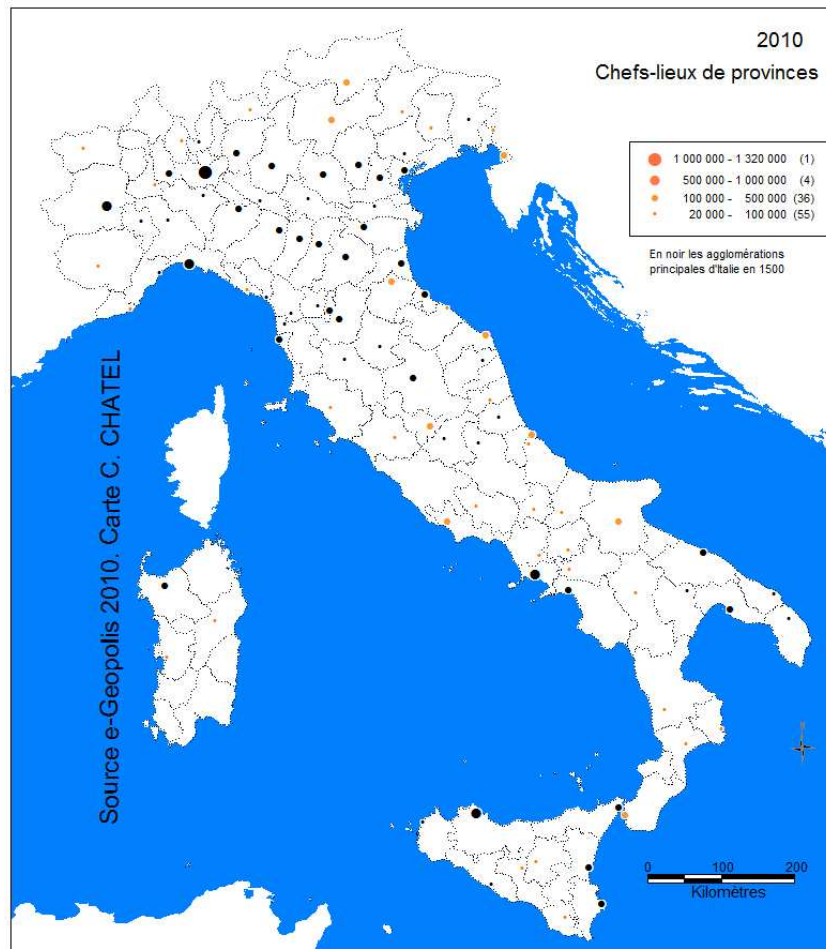 2010
Chefs-lieux de provinces
1 000 000 - 1 320 000 (1)
500 000 - 1 000 000 (4)
100 000 - 500 000 (36)
20 000 - 100 000 (55)
En noir les agglomérations
principales d'Italie en 1500
Source e-Geopolis 2010. Carte C. CHATEL
0 100 200
Kilomètres